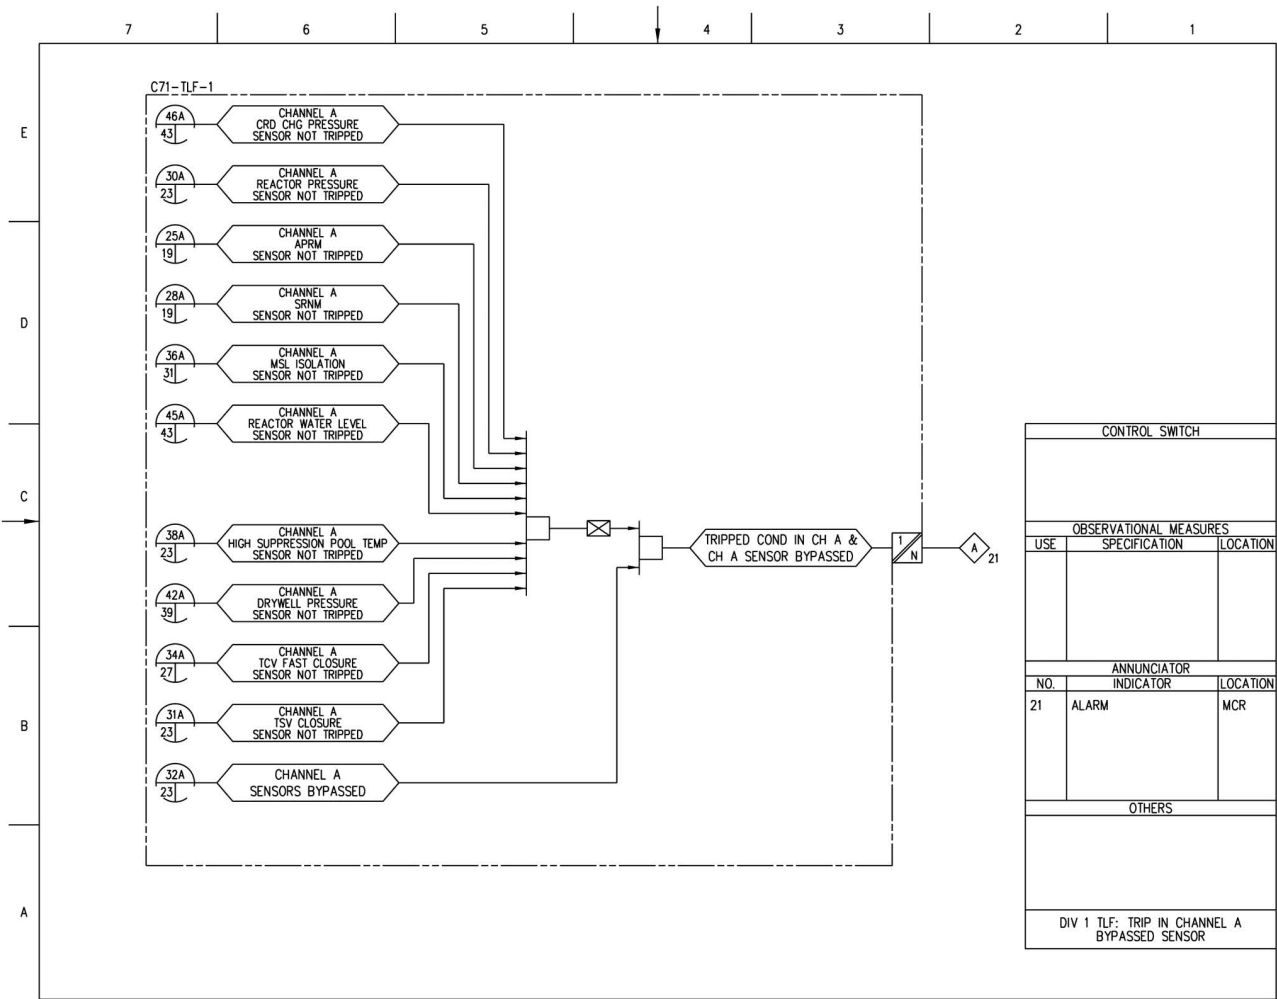 7 6 5 4 3 2 1
E
D
C
B
A
C71-TLF-1
46A
43
CHANNEL A
CRD CHG PRESSURE
SENSOR NOT TRIPPED
30A
23
CHANNEL A
REACTOR PRESSURE
SENSOR NOT TRIPPED
25A
19
CHANNEL A
APRM
SENSOR NOT TRIPPED
28A
19
CHANNEL A
SRNM
SENSOR NOT TRIPPED
36A
31
CHANNEL A
MSL ISOLATION
SENSOR NOT TRIPPED
45A
43
CHANNEL A
REACTOR WATER LEVEL
SENSOR NOT TRIPPED
38A
23
CHANNEL A
HIGH SUPPRESSION POOL TEMP
SENSOR NOT TRIPPED
42A
39
CHANNEL A
DRYWELL PRESSURE
SENSOR NOT TRIPPED
34A
27
CHANNEL A
TCV FAST CLOSURE
SENSOR NOT TRIPPED
31A
23
CHANNEL A
TSV CLOSURE
SENSOR NOT TRIPPED
32A
23
CHANNEL A
SENSORS BYPASSED
TRIPPED COND IN CH A &
CH A SENSOR BYPASSED
1
N
A
21
CONTROL SWITCH
OBSERVATIONAL MEASURES
USE SPECIFICATION LOCATION
ANNUNCIATOR
NO. INDICATOR LOCATION
21 ALARM MCR
OTHERS
DIV 1 TLF: TRIP IN CHANNEL A
BYPASSED SENSOR